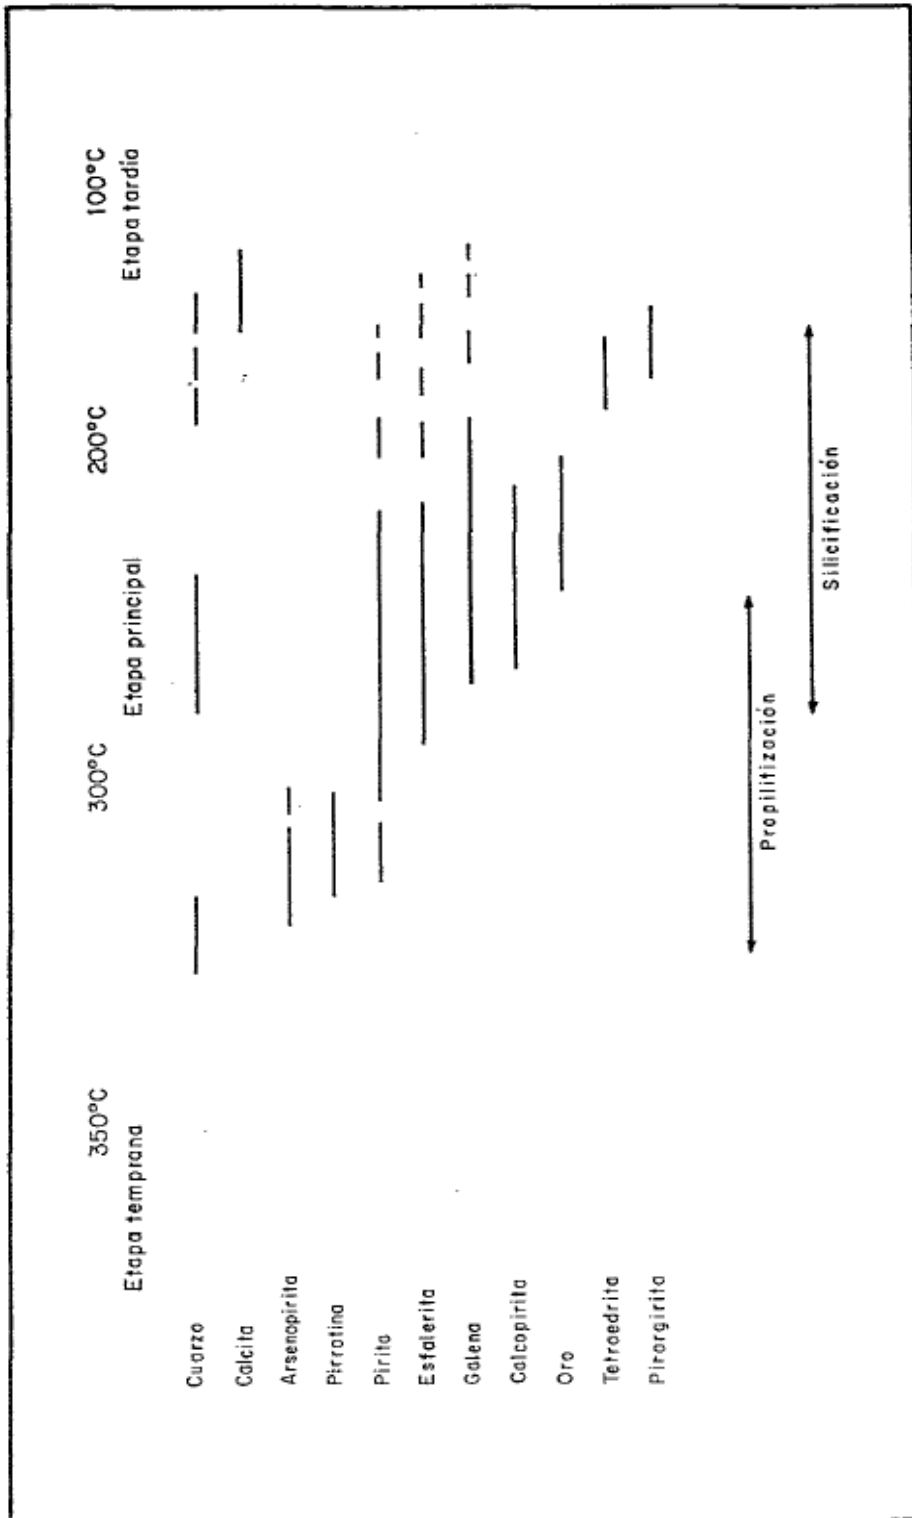 350°C 300°C 200°C 100°C
Etapa temprana Etapa principal Etapa tardía
Cuarzo
Calcita
Arsenopirita
Pirrotina
Pirita
Esfalerita
Galena
Calcopirita
Oro
Tetraedrita
Pirargirita
Propilitización
Silicificación